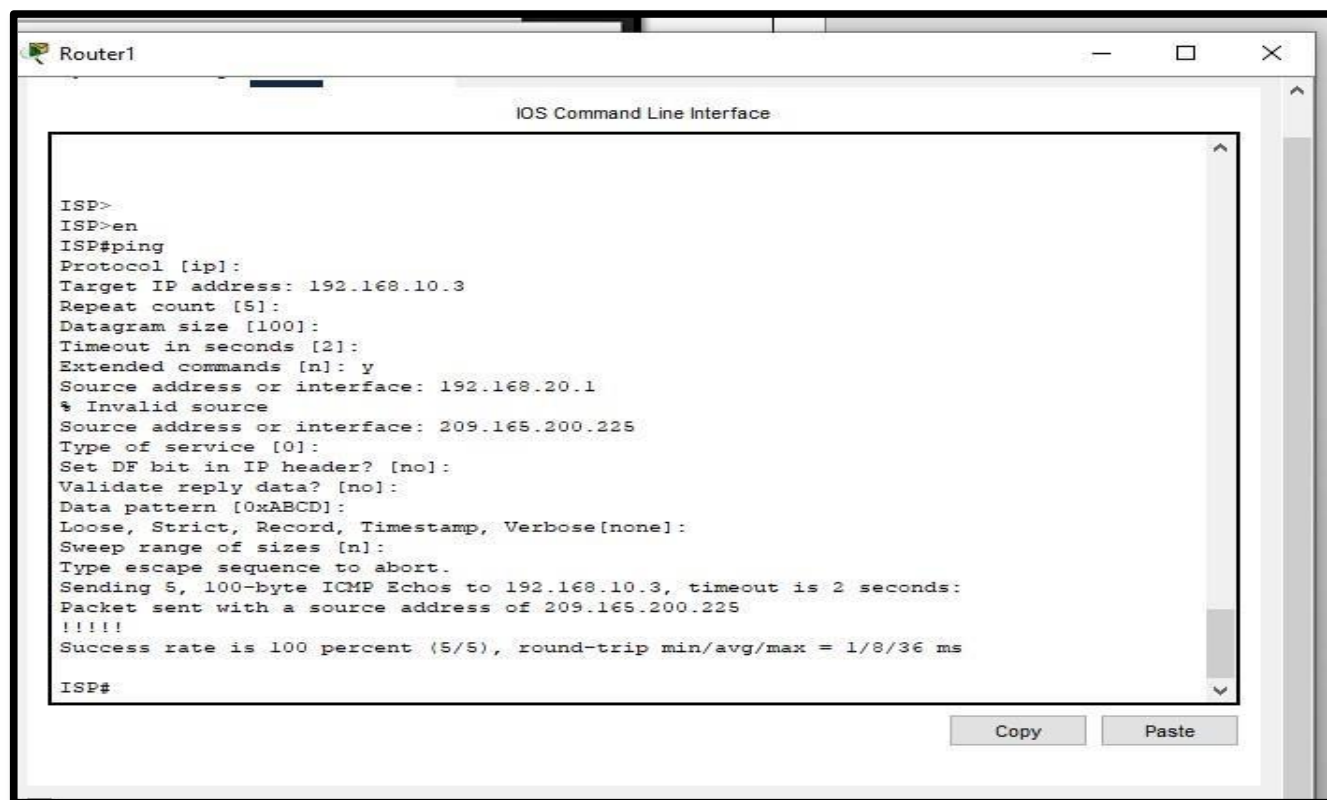 Router1
IOS Command Line Interface
ISP>
ISP>en
ISP#ping
Protocol [ip]:
Target IP address: 192.168.10.3
Repeat count [5]:
Datagram size [100]:
Timeout in seconds [2]:
Extended commands [n]: y
Source address or interface: 192.168.20.1
% Invalid source
Source address or interface: 209.165.200.225
Type of service [0]:
Set DF bit in IP header? [no]:
Validate reply data? [no]:
Data pattern [0xABCD]:
Loose, Strict, Record, Timestamp, Verbose[none]:
Sweep range of sizes [n]:
Type escape sequence to abort.
Sending 5, 100-byte ICMP Echos to 192.168.10.3, timeout is 2 seconds:
Packet sent with a source address of 209.165.200.225
!!!!!
Success rate is 100 percent (5/5), round-trip min/avg/max = 1/8/36 ms
ISP#
Copy Paste